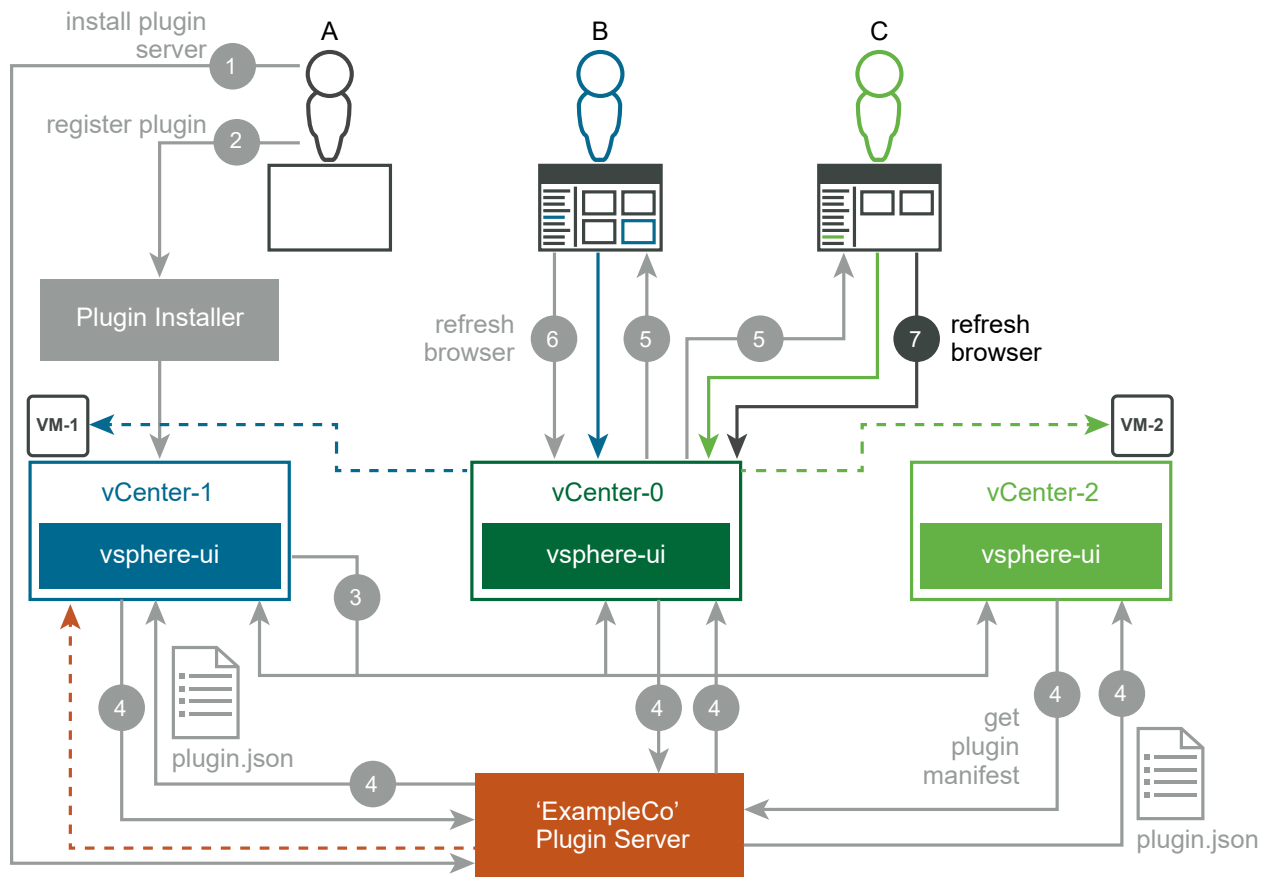 install plugin
server
1
A
B
C
register plugin
2
Plugin Installer
refresh
browser
6
5
5
7
refresh
browser
VM-1
VM-2
vCenter-1
vsphere-ui
vCenter-0
vsphere-ui
vCenter-2
vsphere-ui
3
4
plugin.json
4
4
4
get
plugin
manifest
4
4
plugin.json
‘ExampleCo’
Plugin Server